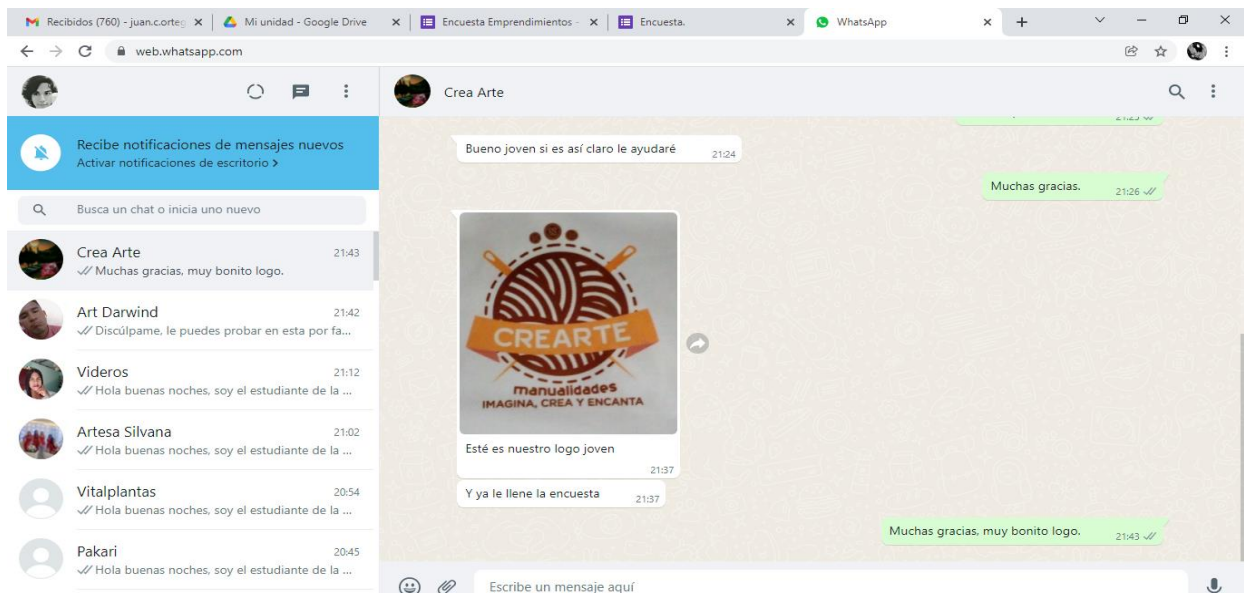 Recibidos (760) - juan.c.orteg
Mi unidad - Google Drive
Encuesta Emprendimientos -
Encuesta.
WhatsApp
web.whatsapp.com
Crea Arte
21:23
Recibe notificaciones de mensajes nuevos
Activar notificaciones de escritorio >
Bueno joven si es así claro le ayudaré 21:24
Muchas gracias. 21:26
Busca un chat o inicia uno nuevo
Crea Arte 21:43
Muchas gracias, muy bonito logo.
Art Darwind 21:42
Discúlpame, le puedes probar en esta por fa...
Videros 21:12
Hola buenas noches, soy el estudiante de la ...
Artesa Silvana 21:02
Hola buenas noches, soy el estudiante de la ...
Vitalplantas 20:54
Hola buenas noches, soy el estudiante de la ...
Pakari 20:45
Hola buenas noches, soy el estudiante de la ...
CREARTE
manualidades
IMAGINA, CREA Y ENCANTA
Esté es nuestro logo joven
21:37
Y ya le llene la encuesta 21:37
Muchas gracias, muy bonito logo. 21:43
Escribe un mensaje aquí